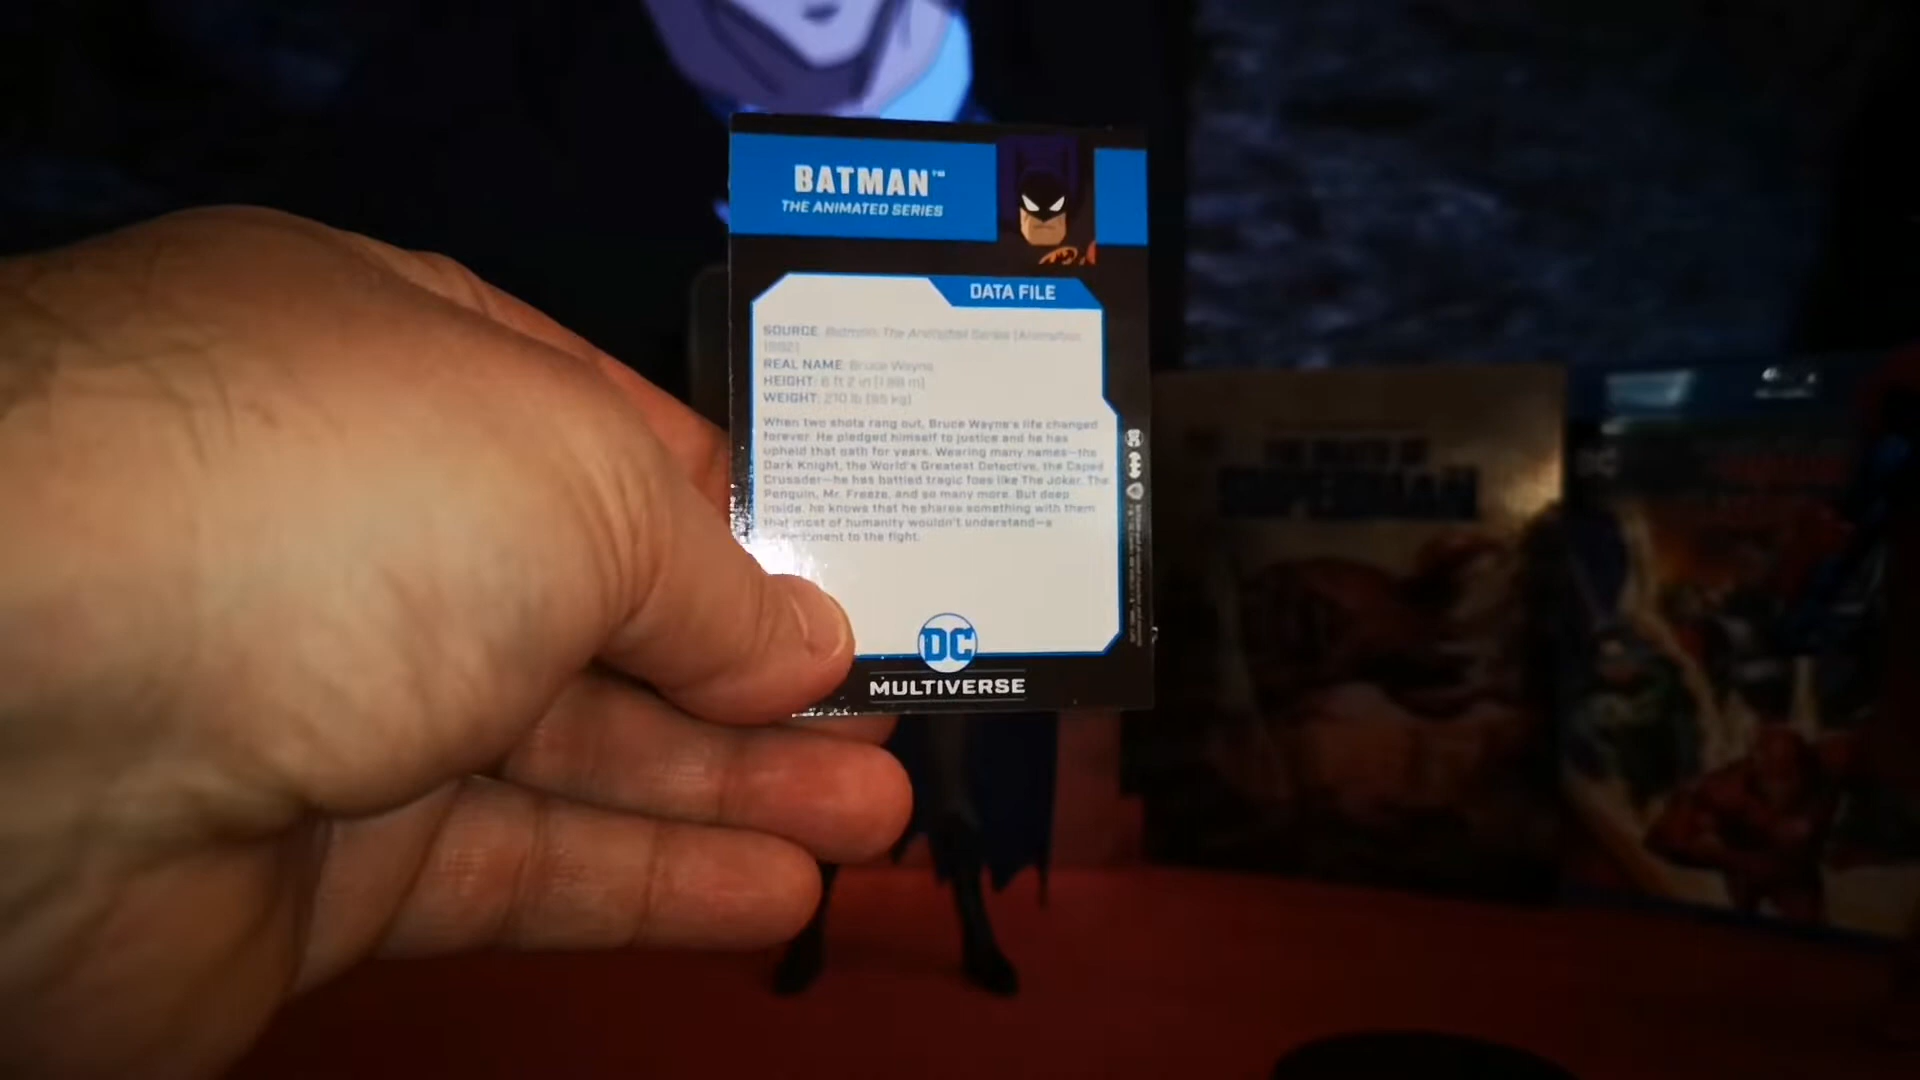 BATMAN™
THE ANIMATED SERIES
DATA FILE
SOURCE: Batman: The Animated Series (Animation,
1992)
REAL NAME: Bruce Wayne
HEIGHT: 6 ft 2 in (1.88 m)
WEIGHT: 210 lb (95 kg)
When two shots rang out, Bruce Wayne's life changed
forever. He pledged himself to justice and he has
upheld that oath for years. Wearing many names—the
Dark Knight, the World's Greatest Detective, the Caped
Crusader—he has battled tragic foes like The Joker, The
Penguin, Mr. Freeze, and so many more. But deep
inside, he knows that he shares something with them
that most of humanity wouldn't understand—a
to the fight.
DC
MULTIVERSE
DC